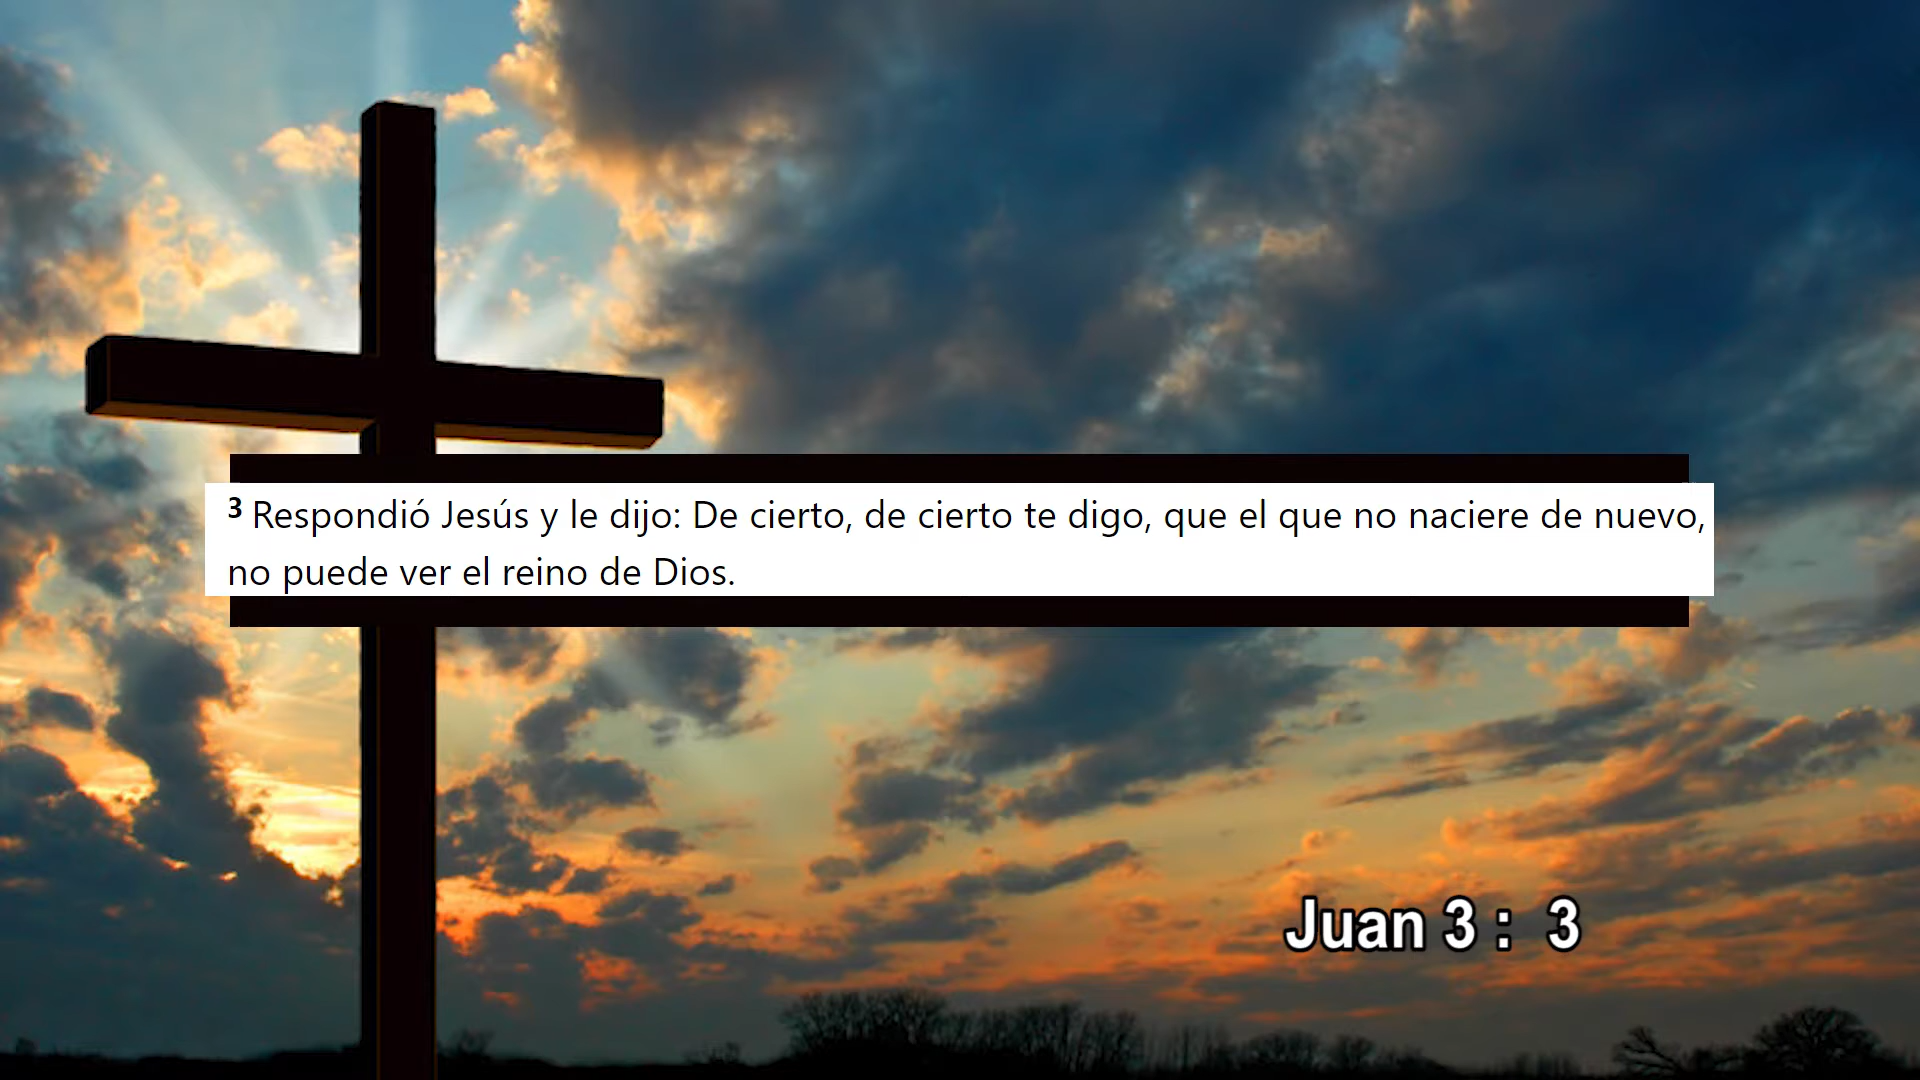 3 Respondió Jesús y le dijo: De cierto, de cierto te digo, que el que no naciere de nuevo,
no puede ver el reino de Dios.
Juan 3 : 3